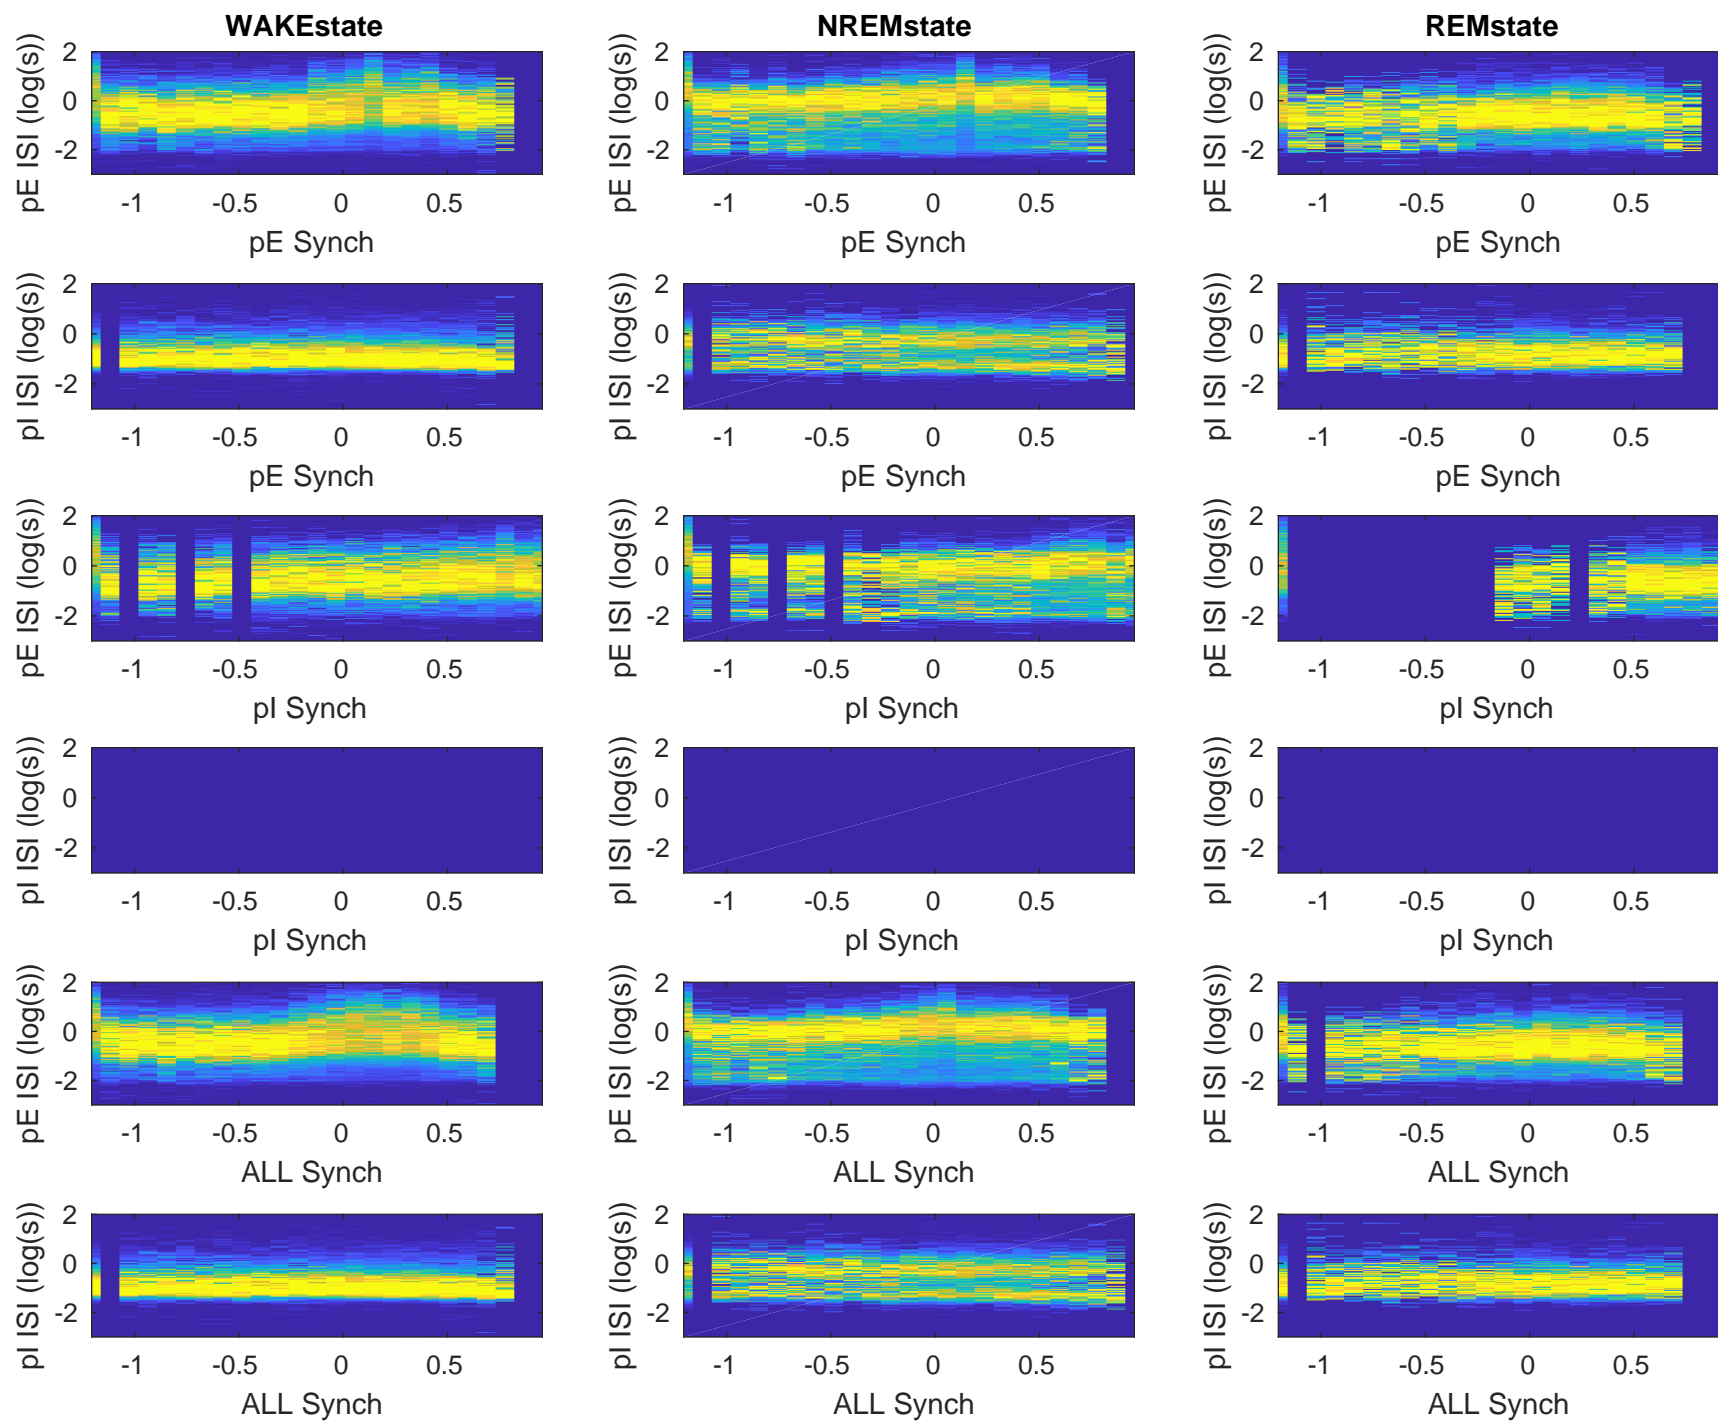 WAKEstate NREMstate REMstate
pE ISI (log(s)) 2 0 -2 pE ISI (log(s)) 2 0 -2 pE ISI (log(s)) 2 0 -2
-1 -0.5 0 0.5 -1 -0.5 0 0.5 -1 -0.5 0 0.5
pE Synch pE Synch pE Synch
pI ISI (log(s)) 2 0 -2 pI ISI (log(s)) 2 0 -2 pI ISI (log(s)) 2 0 -2
-1 -0.5 0 0.5 -1 -0.5 0 0.5 -1 -0.5 0 0.5
pE Synch pE Synch pE Synch
pE ISI (log(s)) 2 0 -2 pE ISI (log(s)) 2 0 -2 pE ISI (log(s)) 2 0 -2
-1 -0.5 0 0.5 -1 -0.5 0 0.5 -1 -0.5 0 0.5
pI Synch pI Synch pI Synch
pI ISI (log(s)) 2 0 -2 pI ISI (log(s)) 2 0 -2 pI ISI (log(s)) 2 0 -2
-1 -0.5 0 0.5 -1 -0.5 0 0.5 -1 -0.5 0 0.5
pI Synch pI Synch pI Synch
pE ISI (log(s)) 2 0 -2 pE ISI (log(s)) 2 0 -2 pE ISI (log(s)) 2 0 -2
-1 -0.5 0 0.5 -1 -0.5 0 0.5 -1 -0.5 0 0.5
ALL Synch ALL Synch ALL Synch
pI ISI (log(s)) 2 0 -2 pI ISI (log(s)) 2 0 -2 pI ISI (log(s)) 2 0 -2
-1 -0.5 0 0.5 -1 -0.5 0 0.5 -1 -0.5 0 0.5
ALL Synch ALL Synch ALL Synch